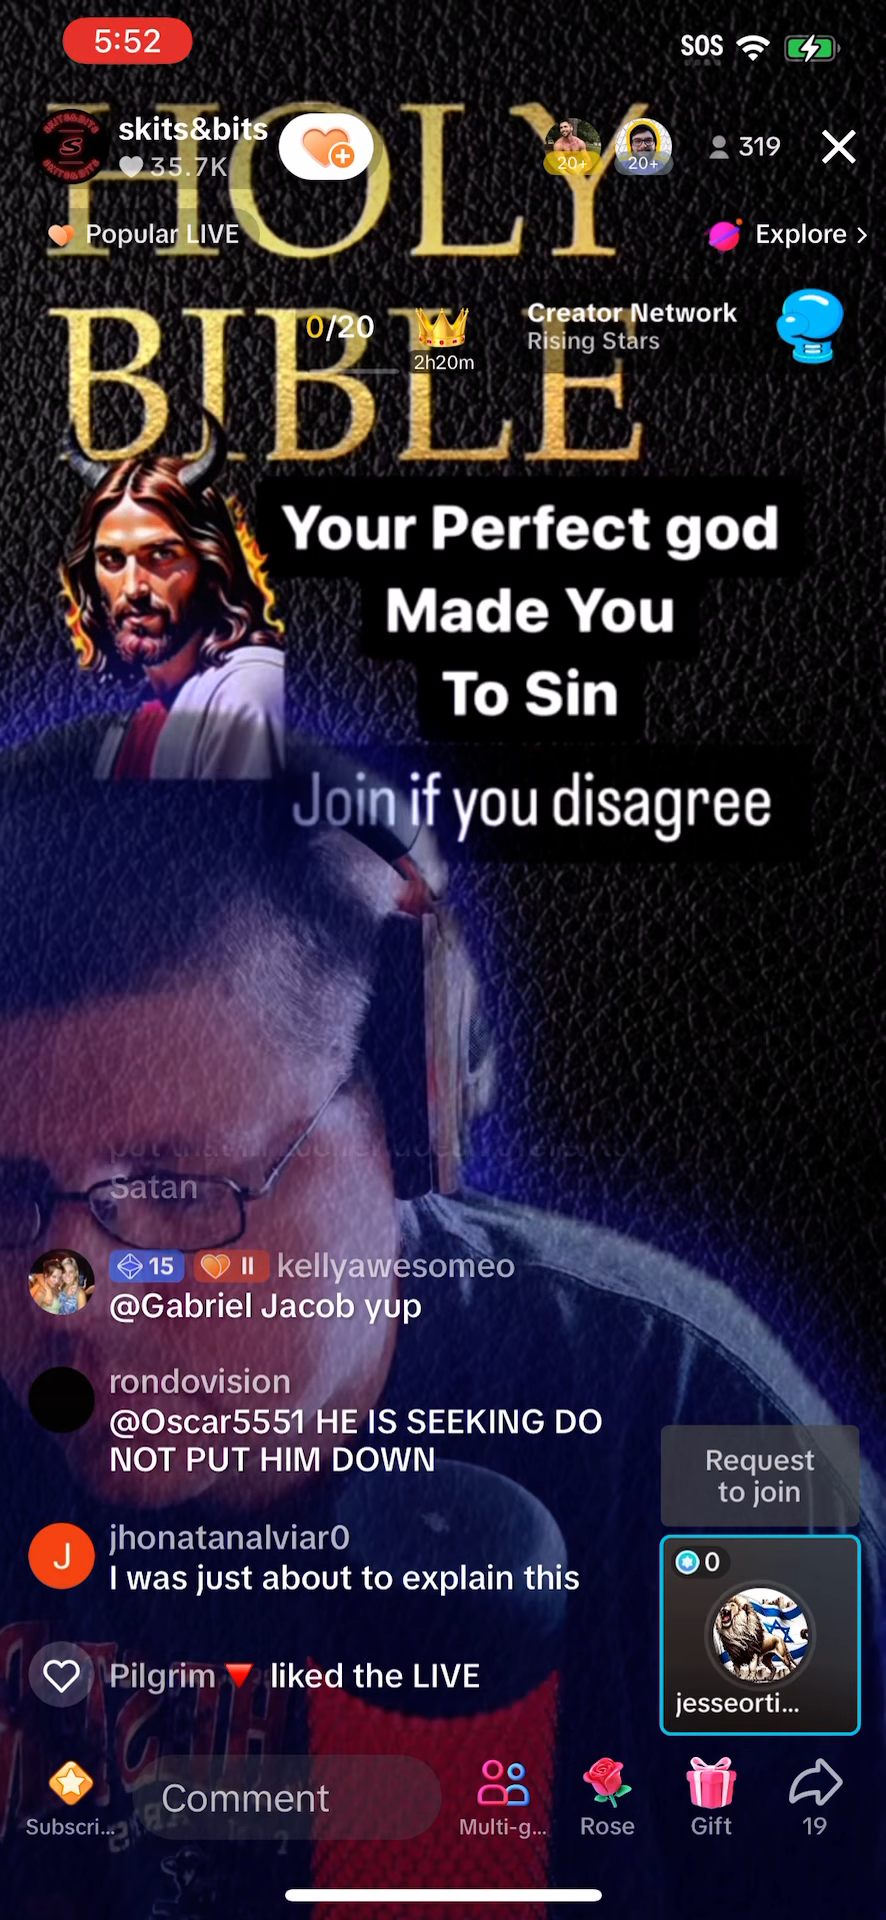 5:52
SOS
HOLY
BIBLE
skits&bits
35.7K
20+
20+
319
Popular LIVE
Explore >
0/20
2h20m
Creator Network
Rising Stars
Your Perfect god
Made You
To Sin
Join if you disagree
Satan
15 II kellyawesomeo
@Gabriel Jacob yup
rondovision
@Oscar5551 HE IS SEEKING DO
NOT PUT HIM DOWN
J
jhonatanalviar0
I was just about to explain this
Pilgrim🔻 liked the LIVE
Request
to join
0
jesseorti...
Subscri...
Comment
Multi-g...
Rose
Gift
19